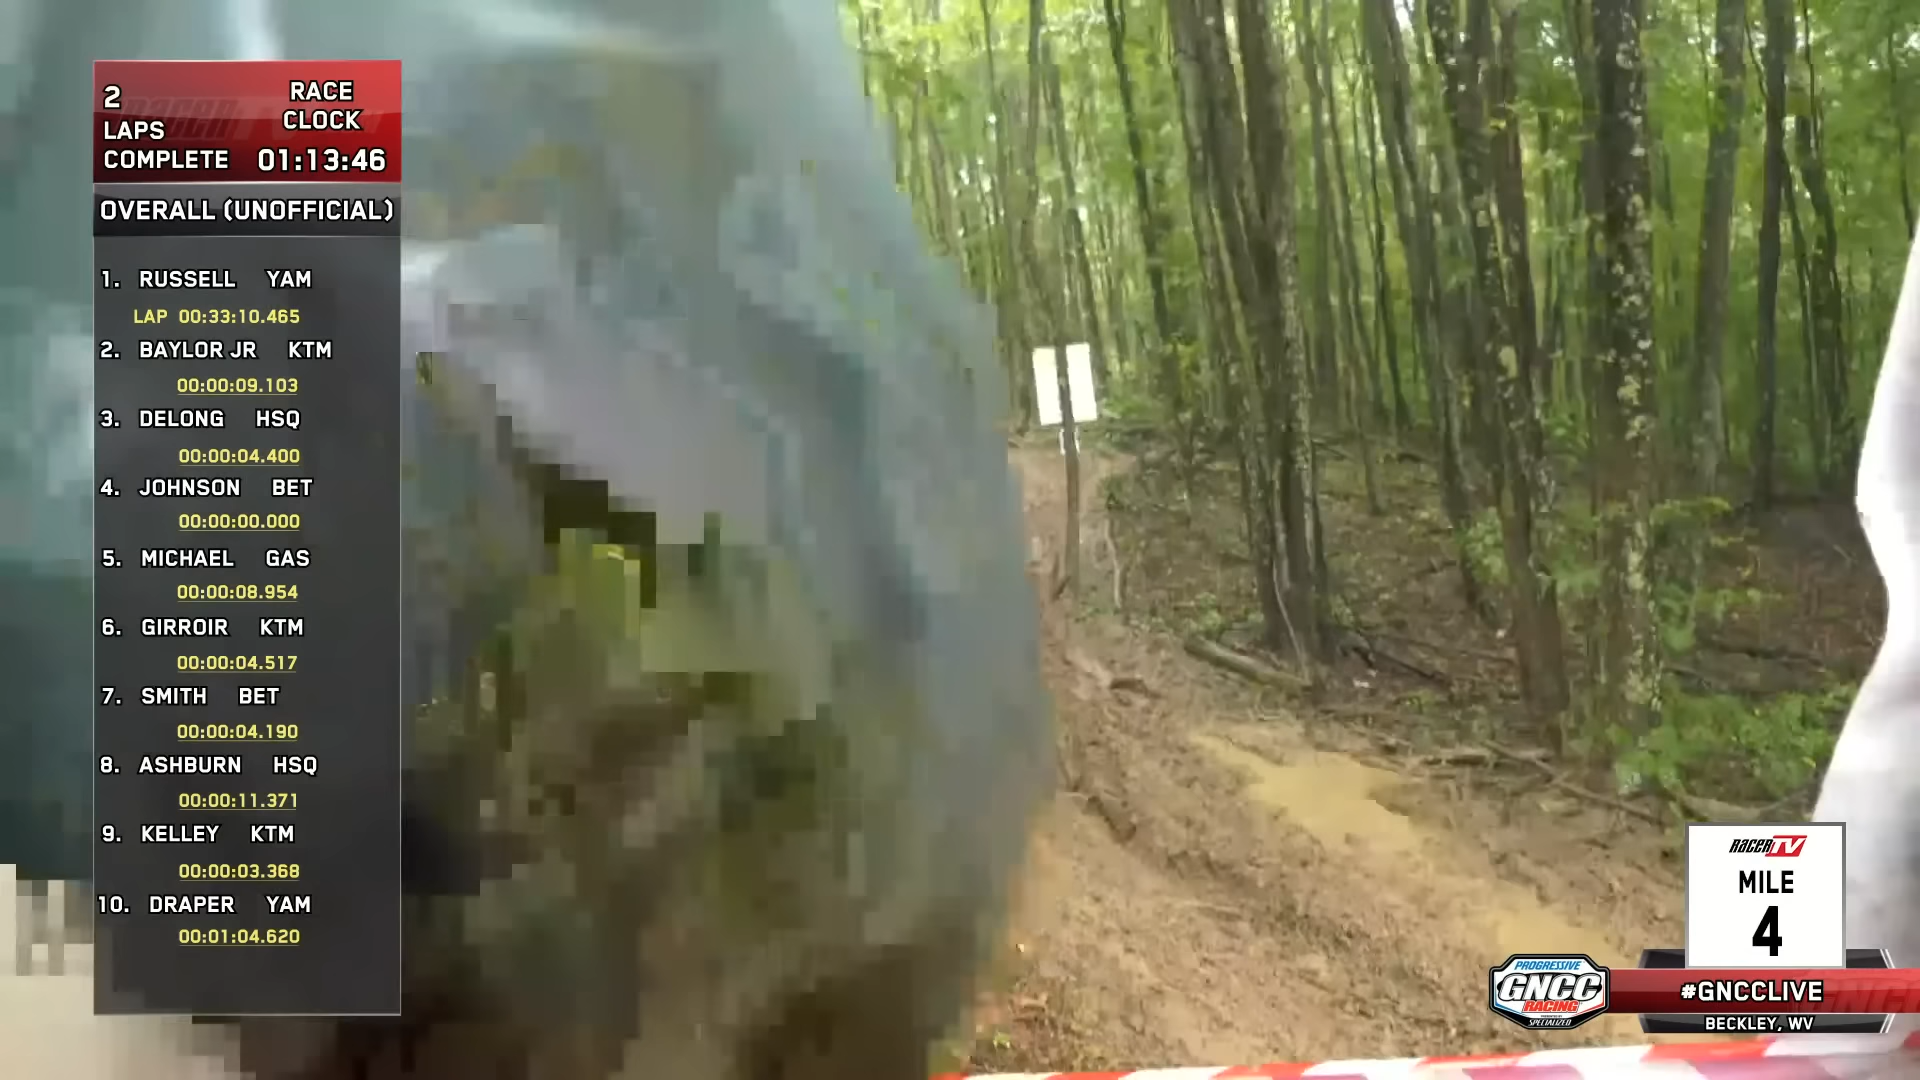 2
LAPS
COMPLETE
RACE
CLOCK
01:13:46
OVERALL (UNOFFICIAL)
1. RUSSELL YAM
LAP 00:33:10.465
2. BAYLOR JR KTM
00:00:09.103
3. DELONG HSQ
00:00:04.400
4. JOHNSON BET
00:00:00.000
5. MICHAEL GAS
00:00:08.954
6. GIRROIR KTM
00:00:04.517
7. SMITH BET
00:00:04.190
8. ASHBURN HSQ
00:00:11.371
9. KELLEY KTM
00:00:03.368
10. DRAPER YAM
00:01:04.620
RACER TV
MILE
4
PROGRESSIVE
GNCC
RACING
SPECIALIZED
#GNCCLIVE
BECKLEY, WV